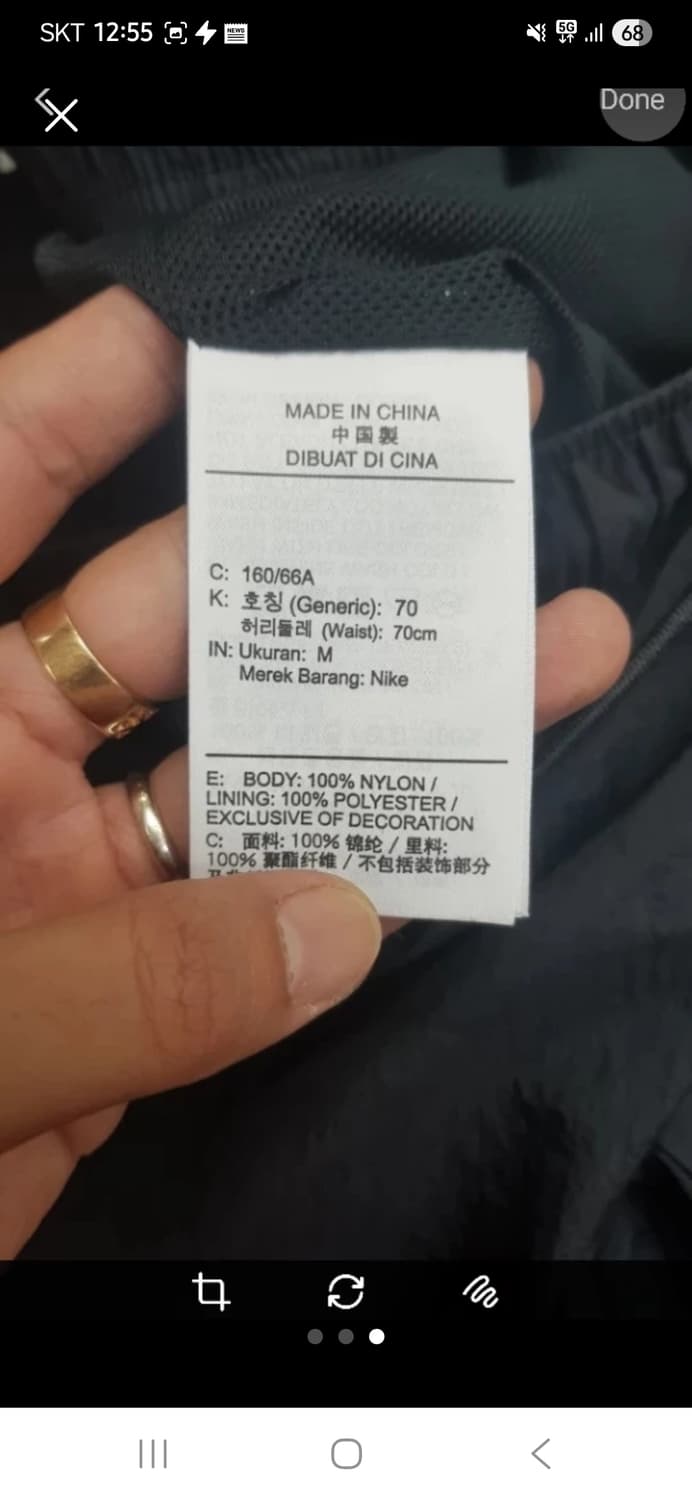 SKT 12:55
NEWS
5G
68
Done
MADE IN CHINA
中国製
DIBUAT DI CINA
C: 160/66A
K: 호칭 (Generic): 70
허리둘레 (Waist): 70cm
IN: Ukuran: M
Merek Barang: Nike
E: BODY: 100% NYLON /
LINING: 100% POLYESTER /
EXCLUSIVE OF DECORATION
C: 面料: 100% 锦纶 / 里料:
100% 聚酯纤维 / 不包括装饰部分